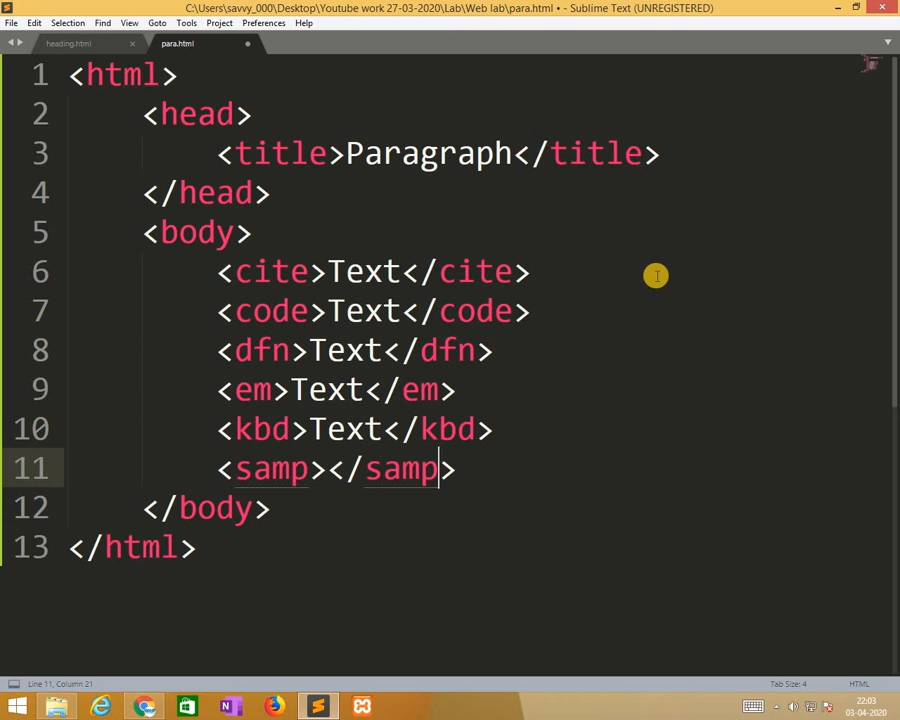 C:\Users\savvy_000\Desktop\Youtube work 27-03-2020\Lab\Web lab\para.html • - Sublime Text (UNREGISTERED)
File Edit Selection Find View Goto Tools Project Preferences Help
heading.html para.html
1 <html>
2 <head>
3 <title>Paragraph</title>
4 </head>
5 <body>
6 <cite>Text</cite>
7 <code>Text</code>
8 <dfn>Text</dfn>
9 <em>Text</em>
10 <kbd>Text</kbd>
11 <samp></samp>
12 </body>
13 </html>
Line 11, Column 21 Tab Size: 4 HTML
22:03
03-04-2020